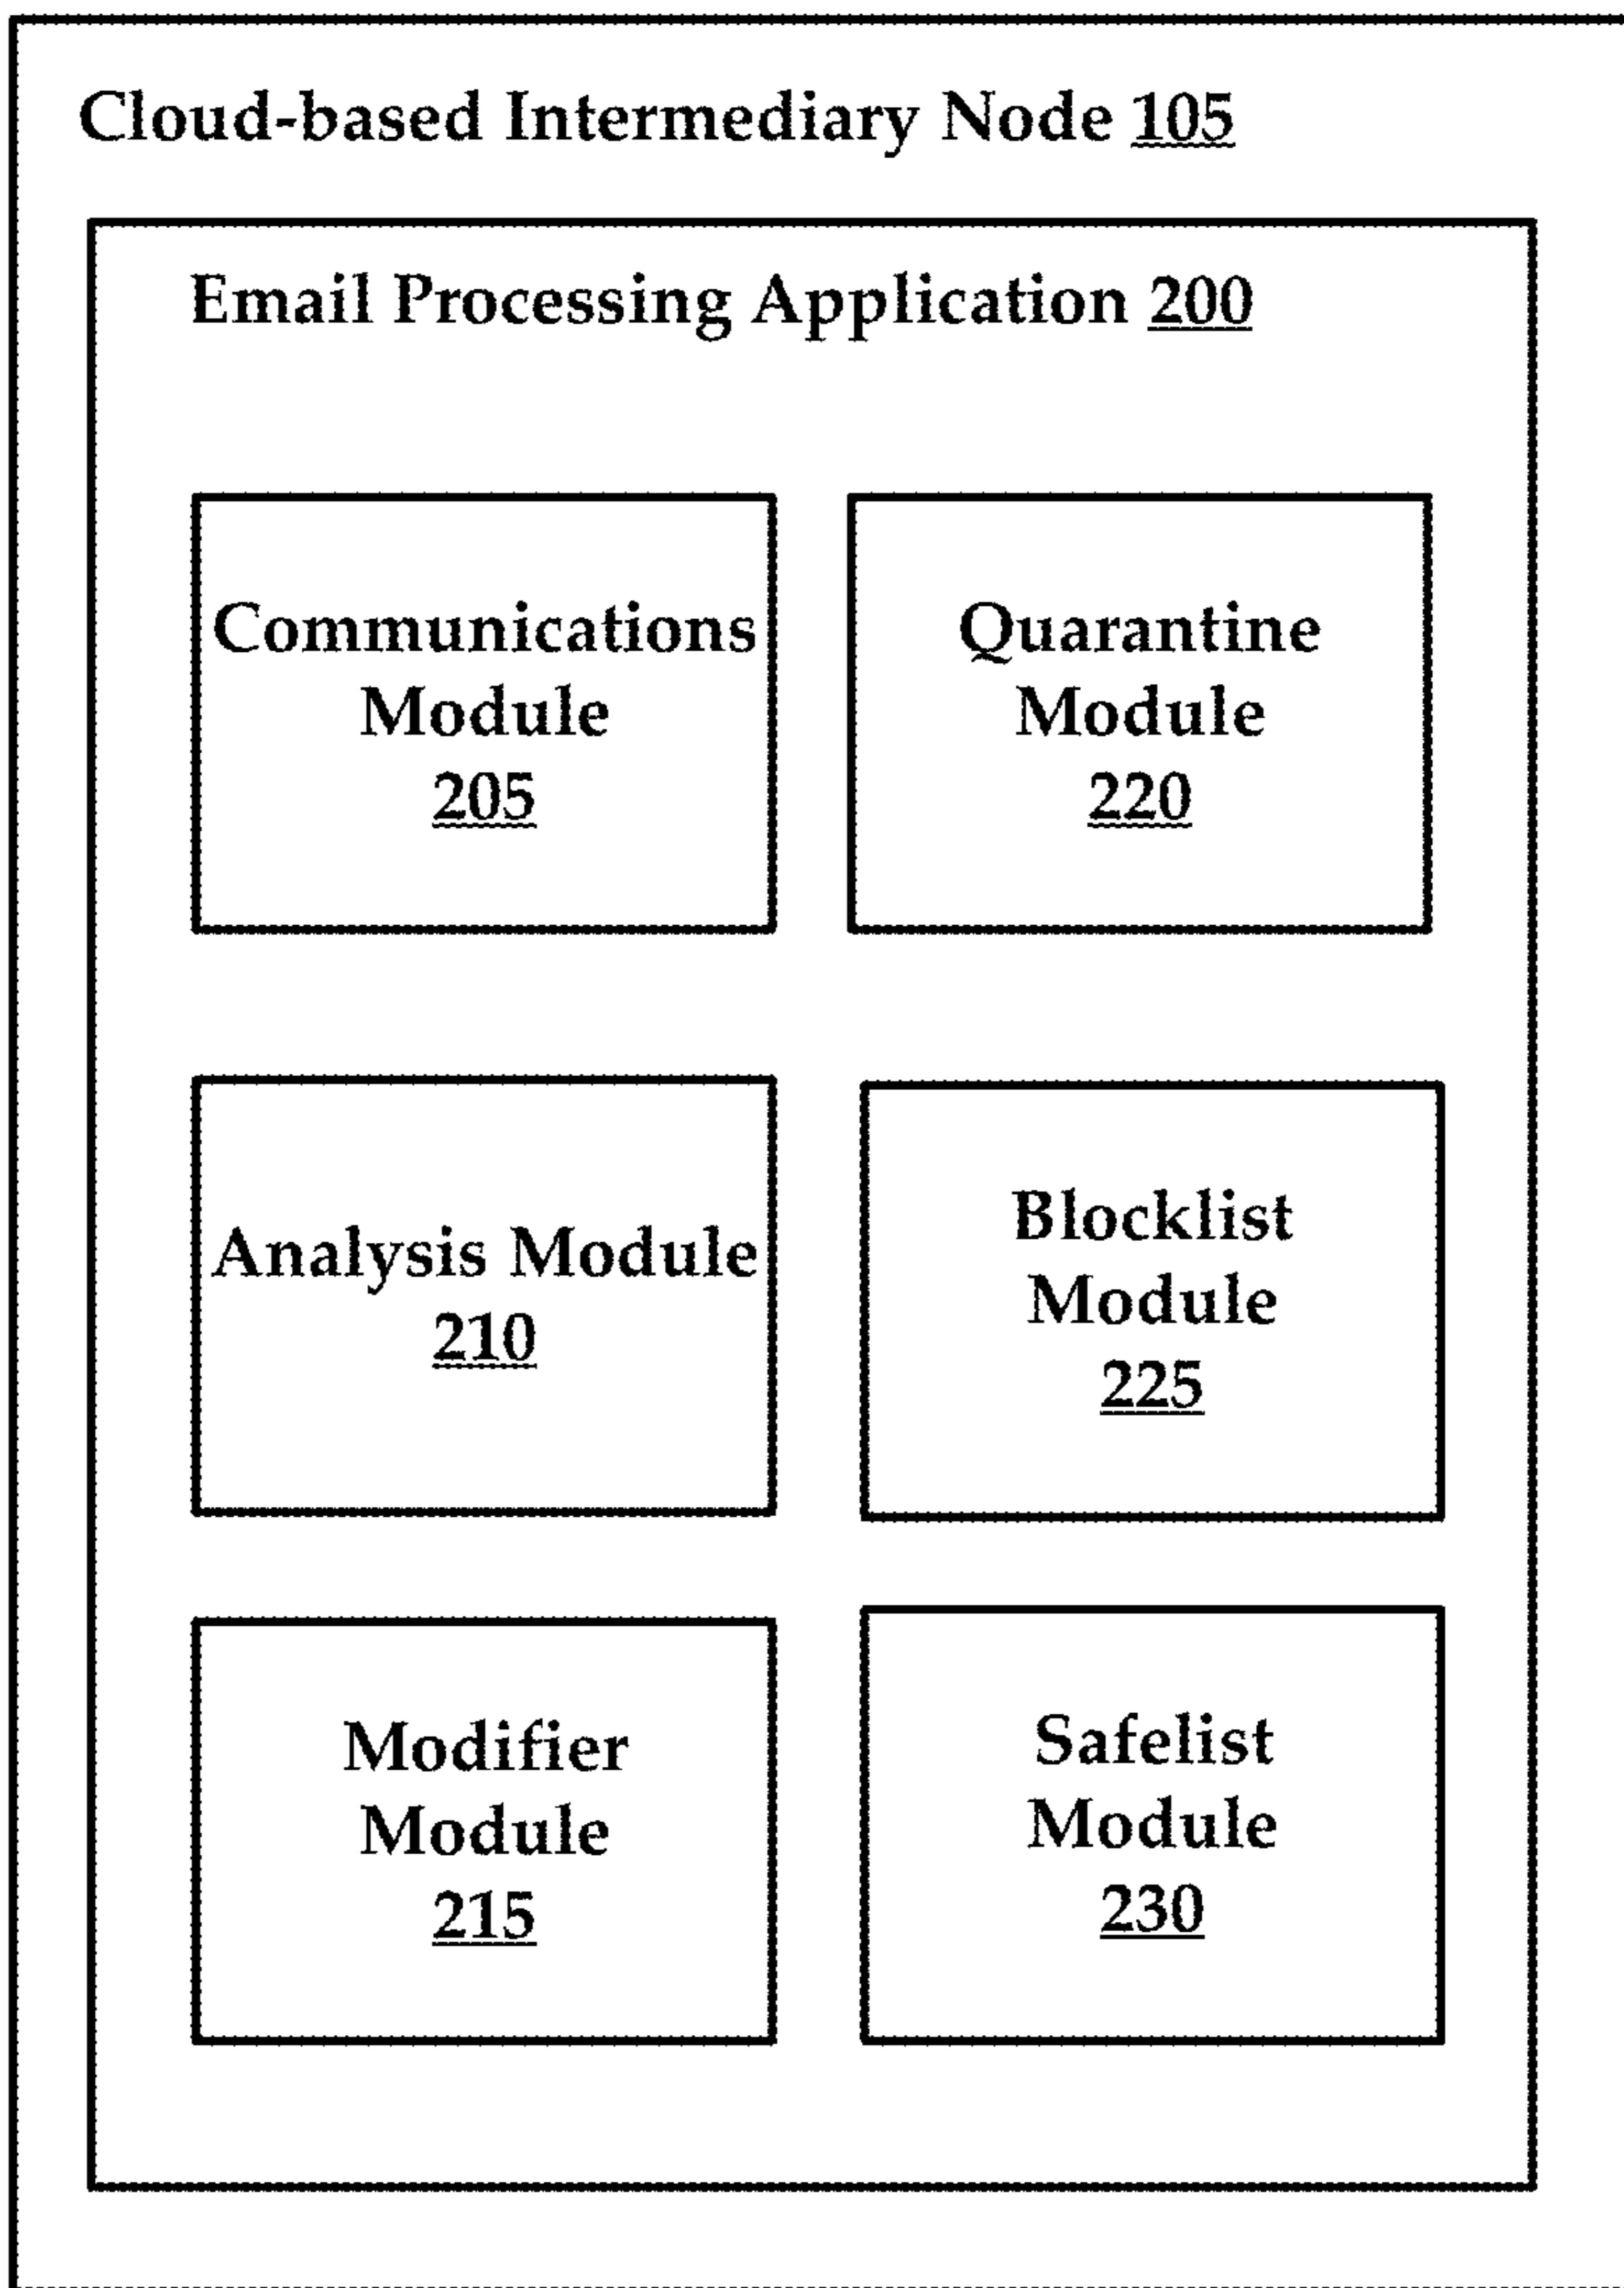 Cloud-based Intermediary Node 105
Email Processing Application 200
Communications
Module
205
Quarantine
Module
220
Analysis Module
210
Blocklist
Module
225
Modifier
Module
215
Safelist
Module
230